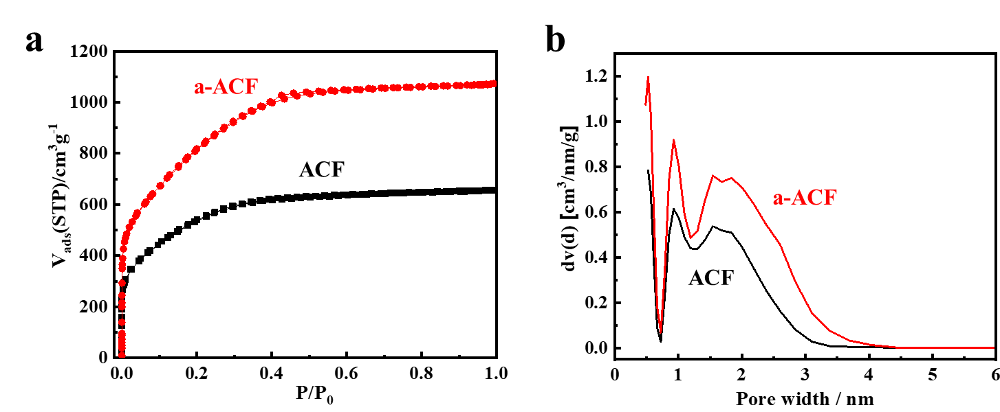 a
1200
1000
800
600
400
200
0
V_ads(STP)/cm³g⁻¹
a-ACF
ACF
0.0 0.2 0.4 0.6 0.8 1.0
P/P₀
b
1.2
1.0
0.8
0.6
0.4
0.2
0.0
dv(d) [cm³/nm/g]
a-ACF
ACF
0 1 2 3 4 5 6
Pore width / nm